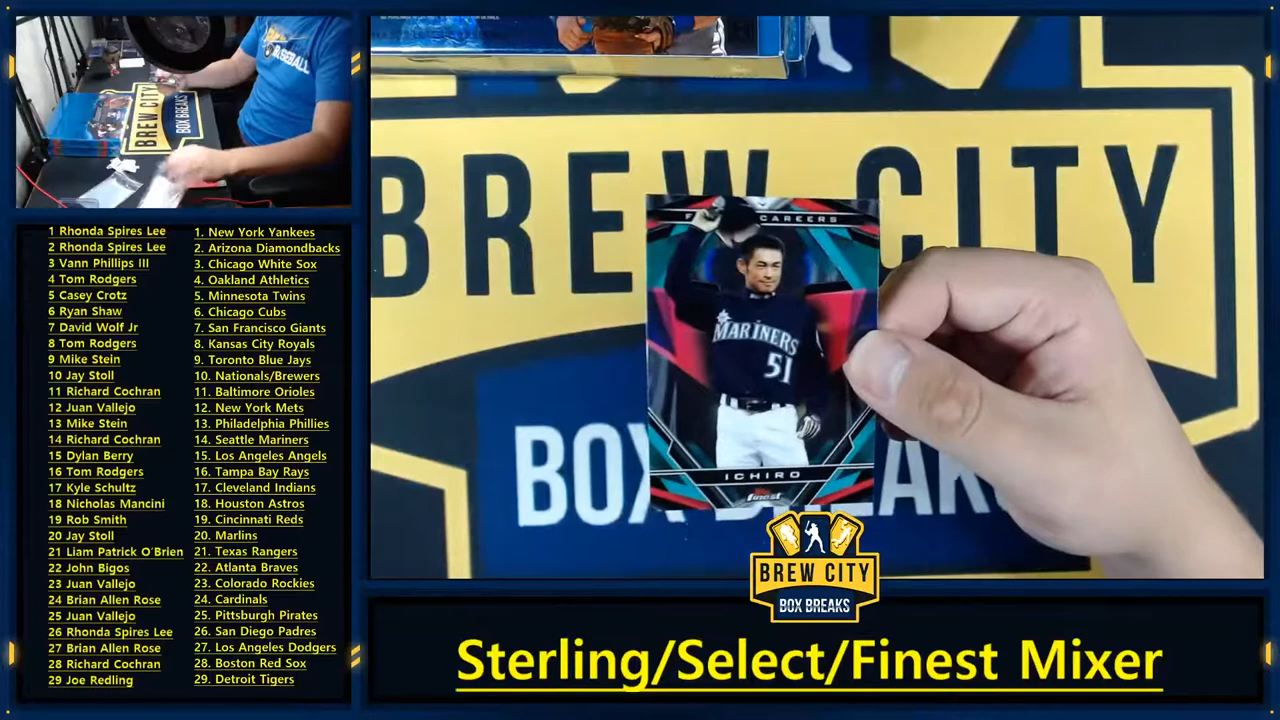 BASEBALL
BREW CITY
BOX BREAKS
1 Rhonda Spires Lee
2 Rhonda Spires Lee
3 Vann Phillips III
4 Tom Rodgers
5 Casey Crotz
6 Ryan Shaw
7 David Wolf Jr
8 Tom Rodgers
9 Mike Stein
10 Jay Stoll
11 Richard Cochran
12 Juan Vallejo
13 Mike Stein
14 Richard Cochran
15 Dylan Berry
16 Tom Rodgers
17 Kyle Schultz
18 Nicholas Mancini
19 Rob Smith
20 Jay Stoll
21 Liam Patrick O'Brien
22 John Bigos
23 Juan Vallejo
24 Brian Allen Rose
25 Juan Vallejo
26 Rhonda Spires Lee
27 Brian Allen Rose
28 Richard Cochran
29 Joe Redling
1. New York Yankees
2. Arizona Diamondbacks
3. Chicago White Sox
4. Oakland Athletics
5. Minnesota Twins
6. Chicago Cubs
7. San Francisco Giants
8. Kansas City Royals
9. Toronto Blue Jays
10. Nationals/Brewers
11. Baltimore Orioles
12. New York Mets
13. Philadelphia Phillies
14. Seattle Mariners
15. Los Angeles Angels
16. Tampa Bay Rays
17. Cleveland Indians
18. Houston Astros
19. Cincinnati Reds
20. Marlins
21. Texas Rangers
22. Atlanta Braves
23. Colorado Rockies
24. Cardinals
25. Pittsburgh Pirates
26. San Diego Padres
27. Los Angeles Dodgers
28. Boston Red Sox
29. Detroit Tigers
BREW CITY
CAREERS
MARINERS
51
ICHIRO
Finest
BOX BREAKS
BREW CITY
BOX BREAKS
Sterling/Select/Finest Mixer